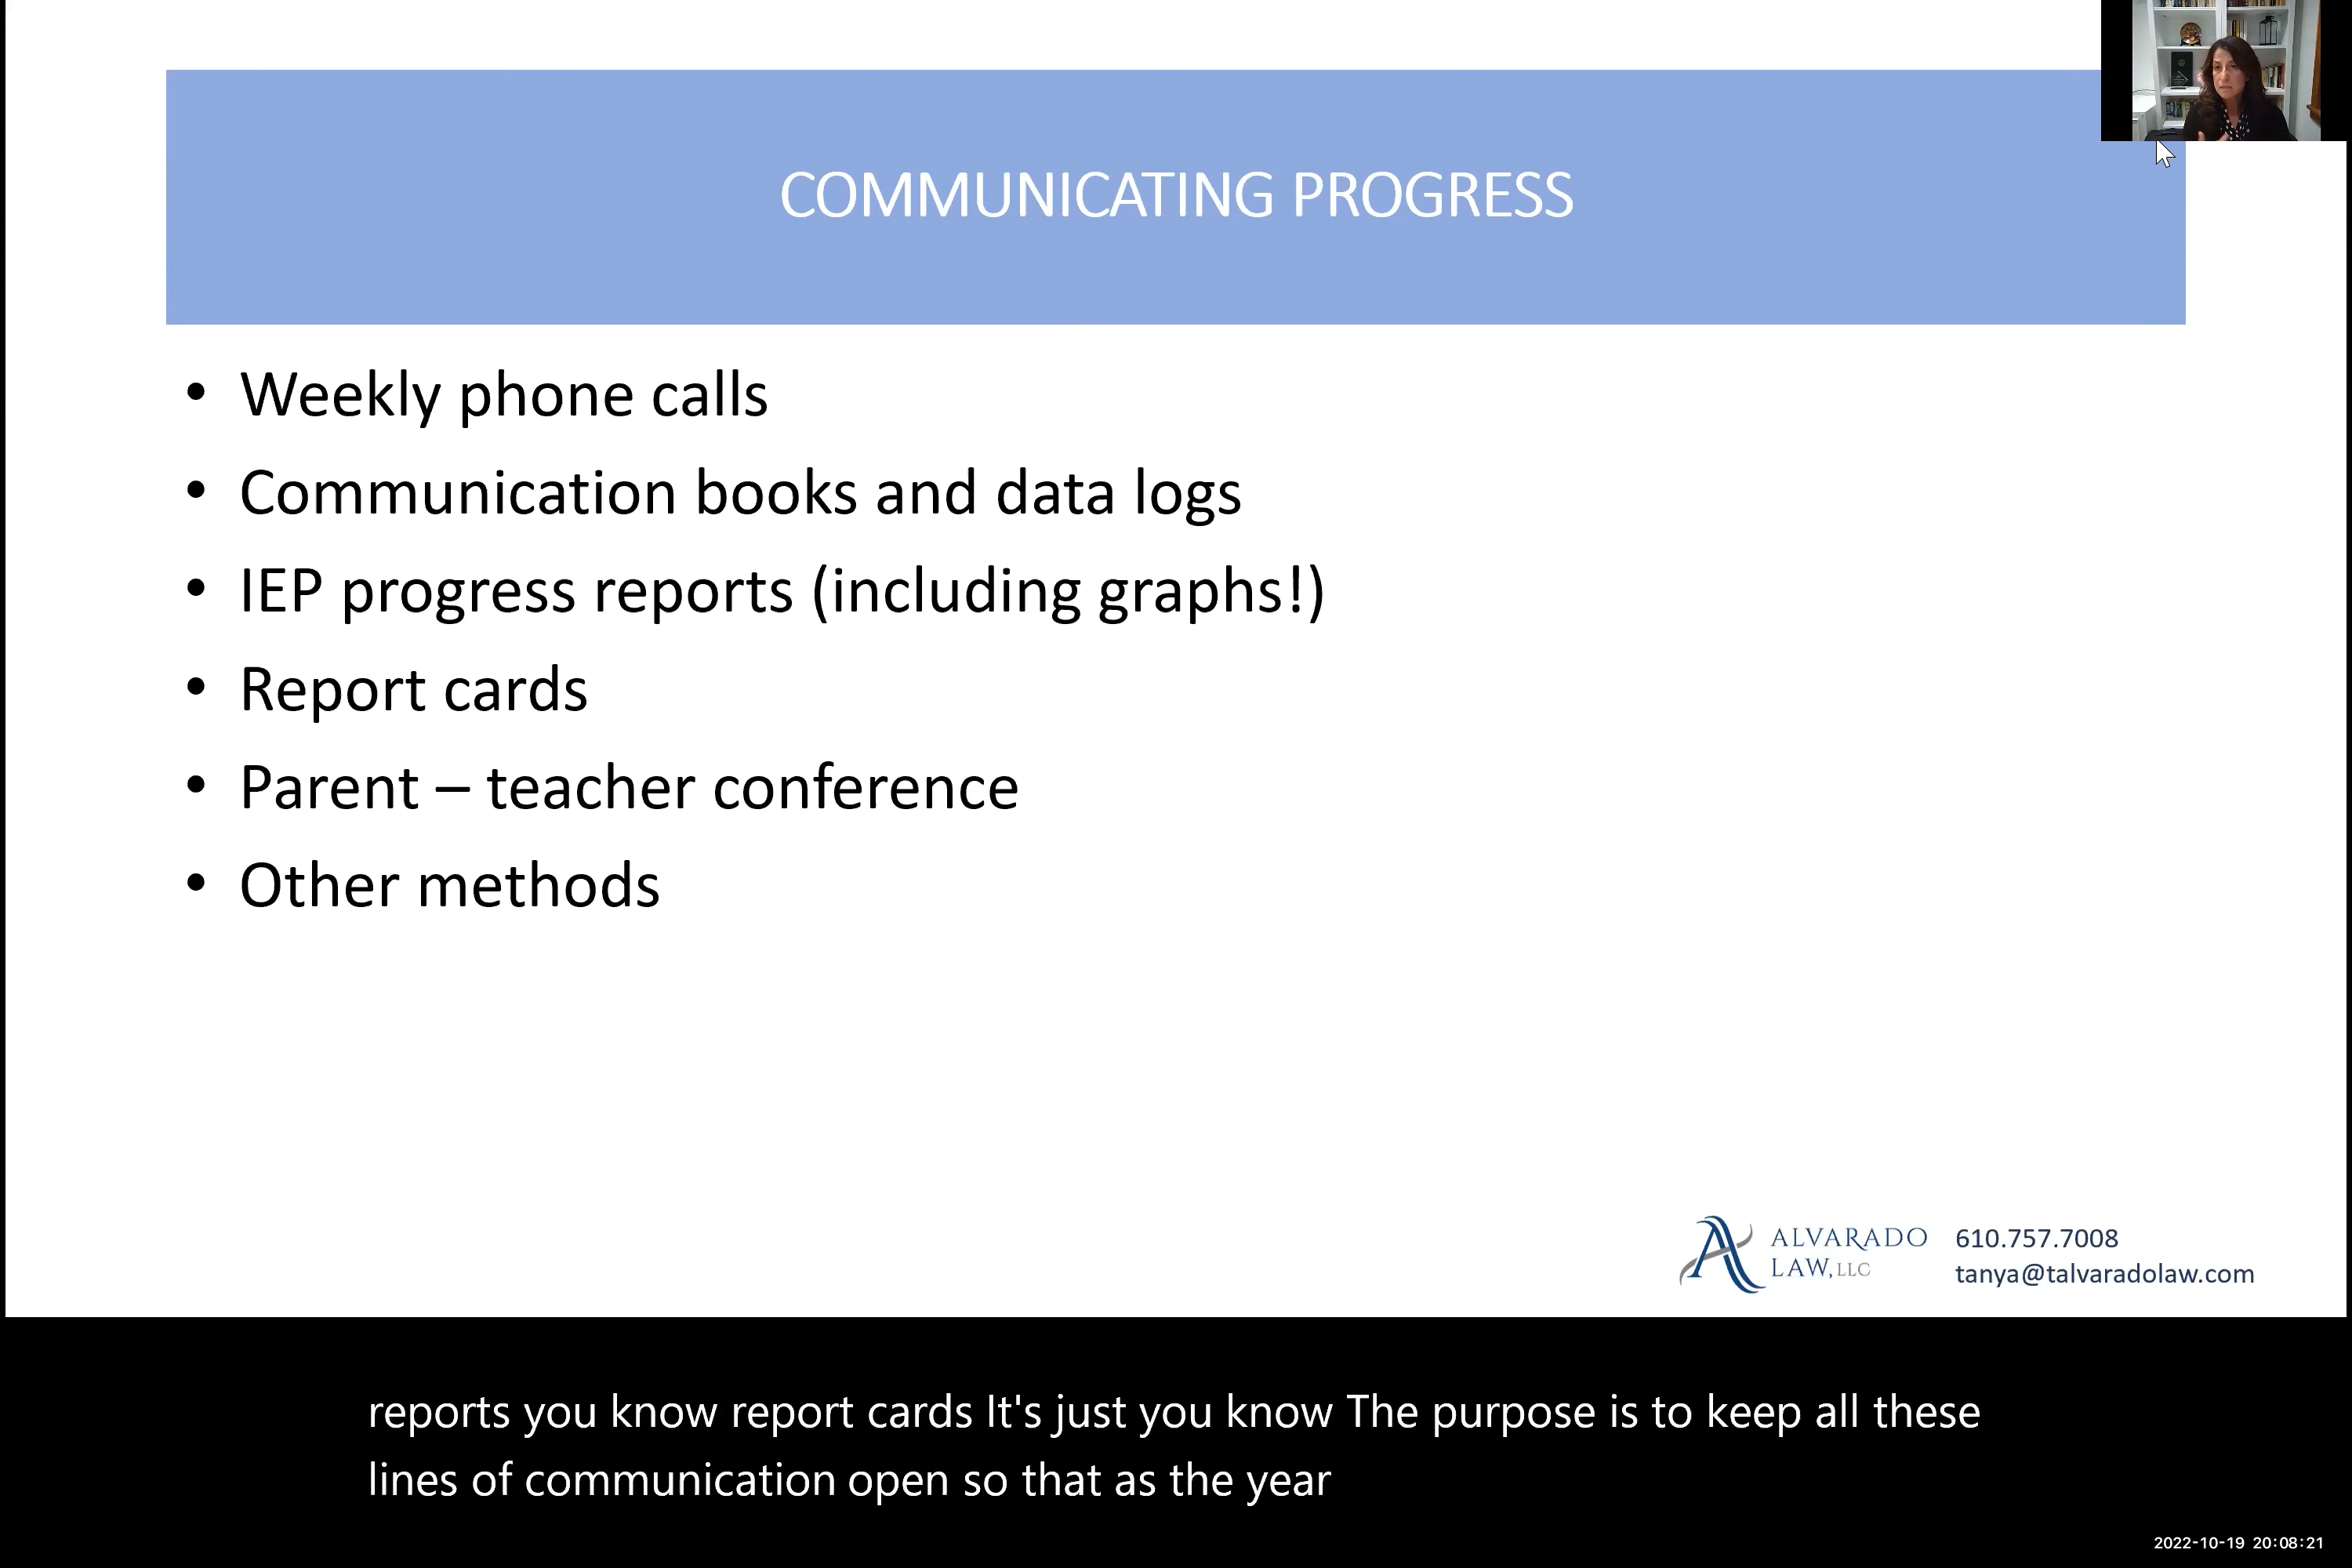 COMMUNICATING PROGRESS
• Weekly phone calls
• Communication books and data logs
• IEP progress reports (including graphs!)
• Report cards
• Parent – teacher conference
• Other methods
ALVARADO
LAW, LLC
610.757.7008
tanya@talvaradolaw.com
reports you know report cards It's just you know The purpose is to keep all these
lines of communication open so that as the year
2022-10-19 20:08:21